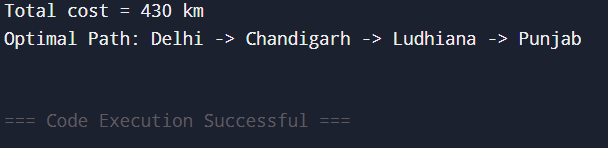 Total cost = 430 km
Optimal Path: Delhi -> Chandigarh -> Ludhiana -> Punjab
=== Code Execution Successful ===